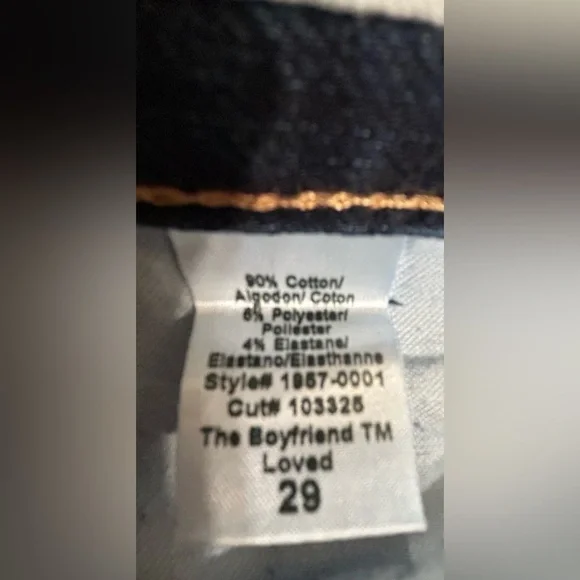 90% Cotton/
Algodon/ Coton
6% Polyester/
Poliester
4% Elastane/
Elastano/Elasthanne
Style# 1957-0001
Cut# 103325
The Boyfriend TM
Loved
29